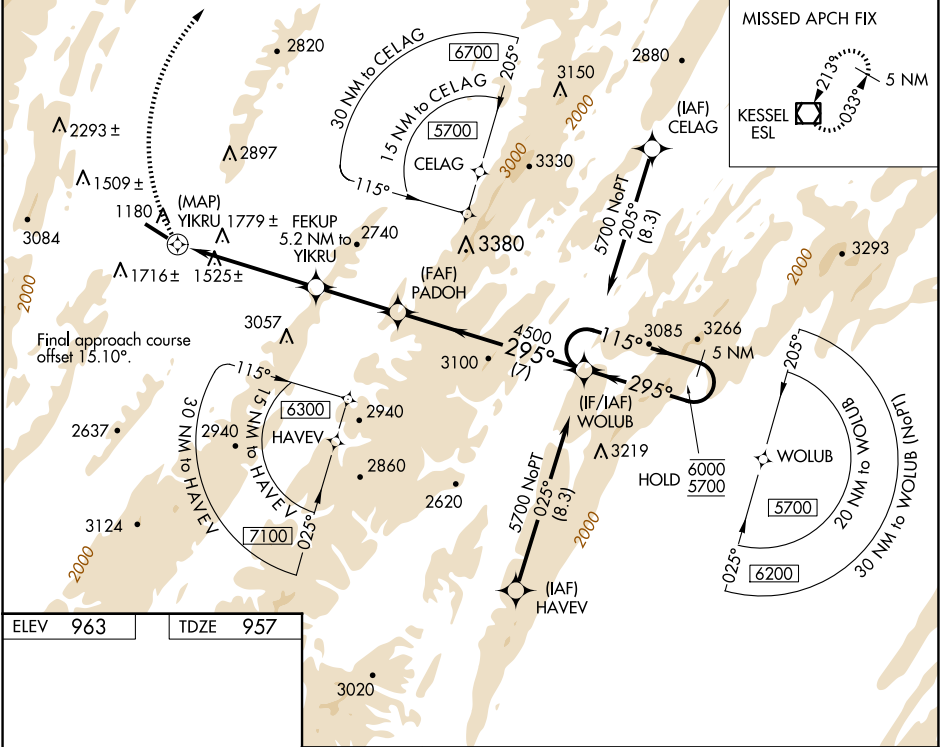 MISSED APCH FIX
213°
033°
5 NM
KESSEL
ESL
2820
2293 ±
2897
1509 ±
3084
1180
(MAP)
YIKRU
1779 ±
1716 ±
1525 ±
FEKUP
5.2 NM to
YIKRU
2740
30 NM to CELAG
6700
205°
15 NM to CELAG
5700
CELAG
115°
3150
2000
3000
3330
3380
2880
(IAF)
CELAG
5700 NoPT
205°
(8.3)
3293
2000
2000
Final approach course
offset 15.10°.
3057
(FAF)
PADOH
4500
295°
(7)
3100
115°
3085
3266
5 NM
295°
(IF/IAF)
WOLUB
3219
HOLD
6000
5700
115°
30 NM to HAVEV
15 NM to HAVEV
6300
HAVEV
2940
2940
2860
7100
025°
2637
3124
2000
2620
5700 NoPT
025°
(8.3)
2000
(IAF)
HAVEV
205°
WOLUB
5700
20 NM to WOLUB
30 NM to WOLUB (NoPT)
025°
6200
ELEV 963
TDZE 957
3020